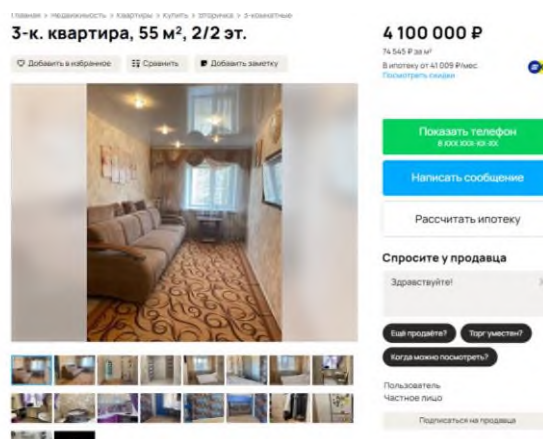 Главная > Недвижимость > Квартиры > Купить > Вторичка > 3-комнатные
3-к. квартира, 55 м², 2/2 эт.
Добавить в избранное
Сравнить
Добавить заметку
4 100 000 ₽
74 545 ₽ за м²
В ипотеку от 41 009 ₽/мес
Посмотреть скидки
Показать телефон
8 XXX XXX-XX-XX
Написать сообщение
Рассчитать ипотеку
Спросите у продавца
Здравствуйте!
Ещё продаёте?
Торг уместен?
Когда можно посмотреть?
Пользователь
Частное лицо
Подписаться на продавца